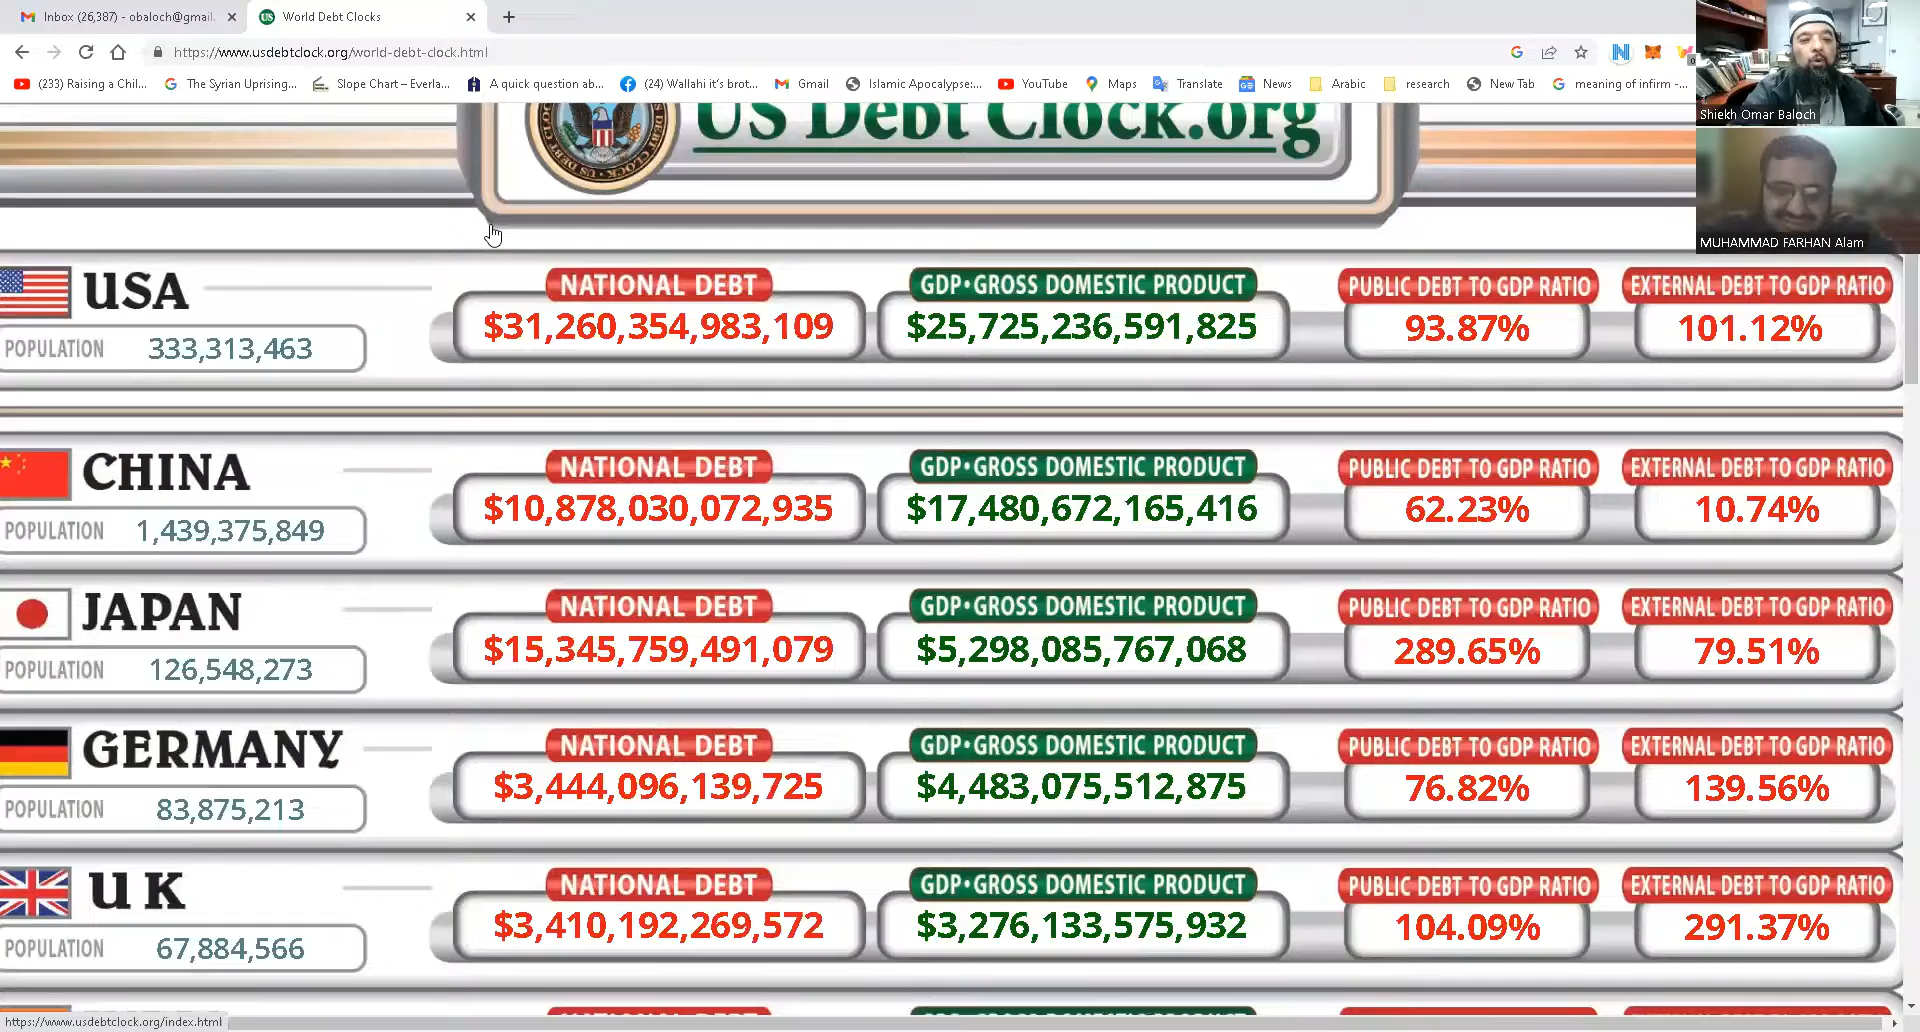 Inbox (26,387) - obaloch@gmail.
World Debt Clocks
https://www.usdebtclock.org/world-debt-clock.html
(233) Raising a Chil...
The Syrian Uprising...
Slope Chart – Everla...
A quick question ab...
(24) Wallahi it's brot...
Gmail
Islamic Apocalypse:...
YouTube
Maps
Translate
News
Arabic
research
New Tab
meaning of infirm -...
Shiekh Omar Baloch
MUHAMMAD FARHAN Alam
US Debt Clock.org
USA
NATIONAL DEBT
GDP•GROSS DOMESTIC PRODUCT
PUBLIC DEBT TO GDP RATIO
EXTERNAL DEBT TO GDP RATIO
POPULATION 333,313,463
$31,260,354,983,109
$25,725,236,591,825
93.87%
101.12%
CHINA
NATIONAL DEBT
GDP•GROSS DOMESTIC PRODUCT
PUBLIC DEBT TO GDP RATIO
EXTERNAL DEBT TO GDP RATIO
POPULATION 1,439,375,849
$10,878,030,072,935
$17,480,672,165,416
62.23%
10.74%
JAPAN
NATIONAL DEBT
GDP•GROSS DOMESTIC PRODUCT
PUBLIC DEBT TO GDP RATIO
EXTERNAL DEBT TO GDP RATIO
POPULATION 126,548,273
$15,345,759,491,079
$5,298,085,767,068
289.65%
79.51%
GERMANY
NATIONAL DEBT
GDP•GROSS DOMESTIC PRODUCT
PUBLIC DEBT TO GDP RATIO
EXTERNAL DEBT TO GDP RATIO
POPULATION 83,875,213
$3,444,096,139,725
$4,483,075,512,875
76.82%
139.56%
UK
NATIONAL DEBT
GDP•GROSS DOMESTIC PRODUCT
PUBLIC DEBT TO GDP RATIO
EXTERNAL DEBT TO GDP RATIO
POPULATION 67,884,566
$3,410,192,269,572
$3,276,133,575,932
104.09%
291.37%
https://www.usdebtclock.org/index.html